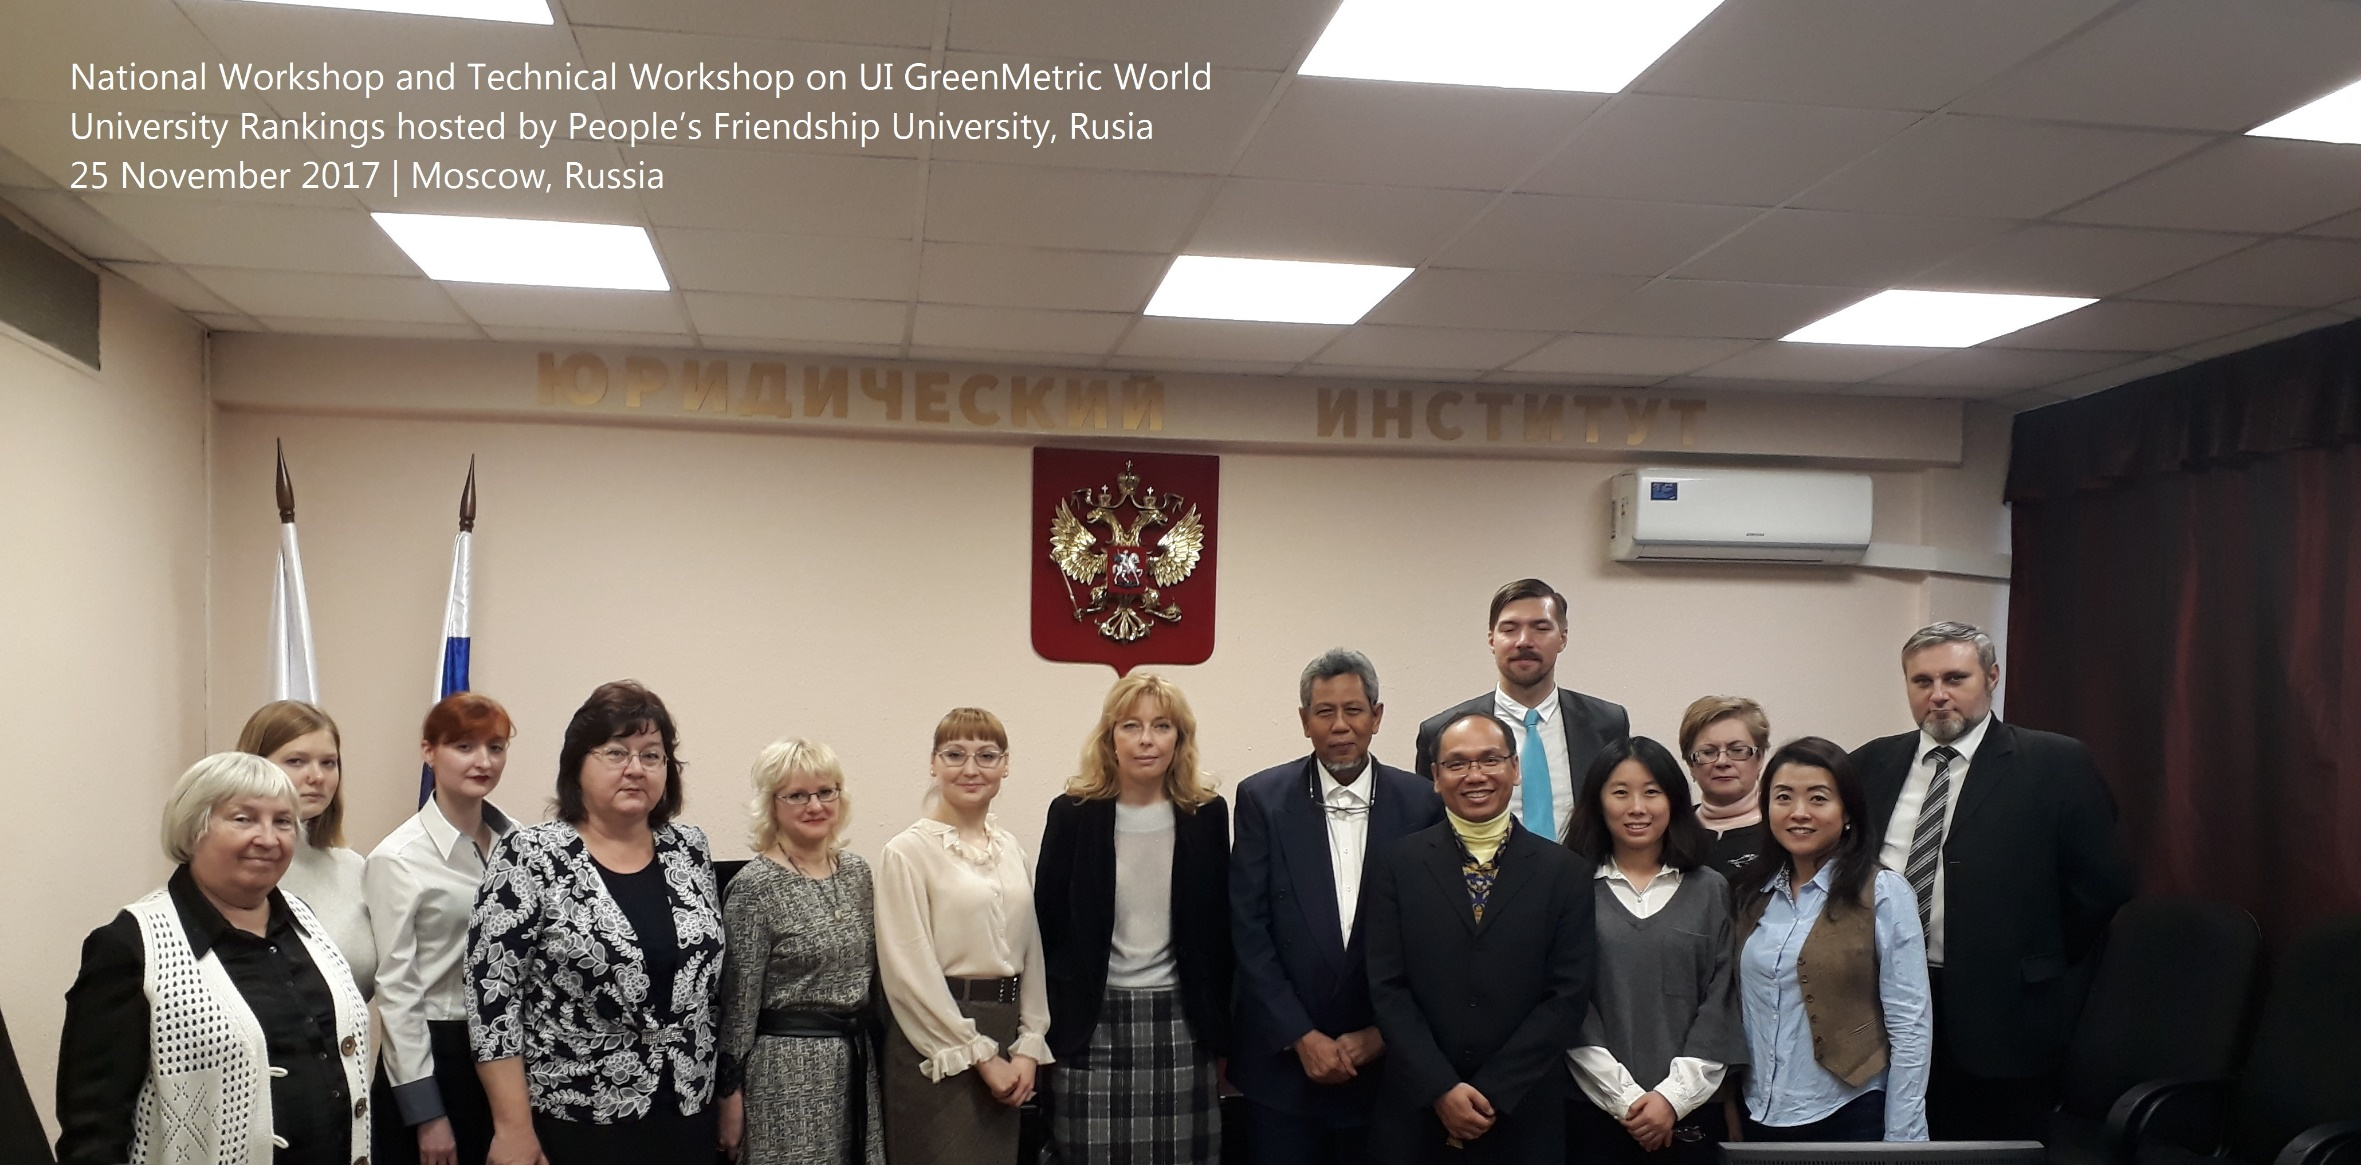 National Workshop and Technical Workshop on UI GreenMetric World
University Rankings hosted by People’s Friendship University, Rusia
25 November 2017 | Moscow, Russia
ЮРИДИЧЕСКИЙ ИНСТИТУТ